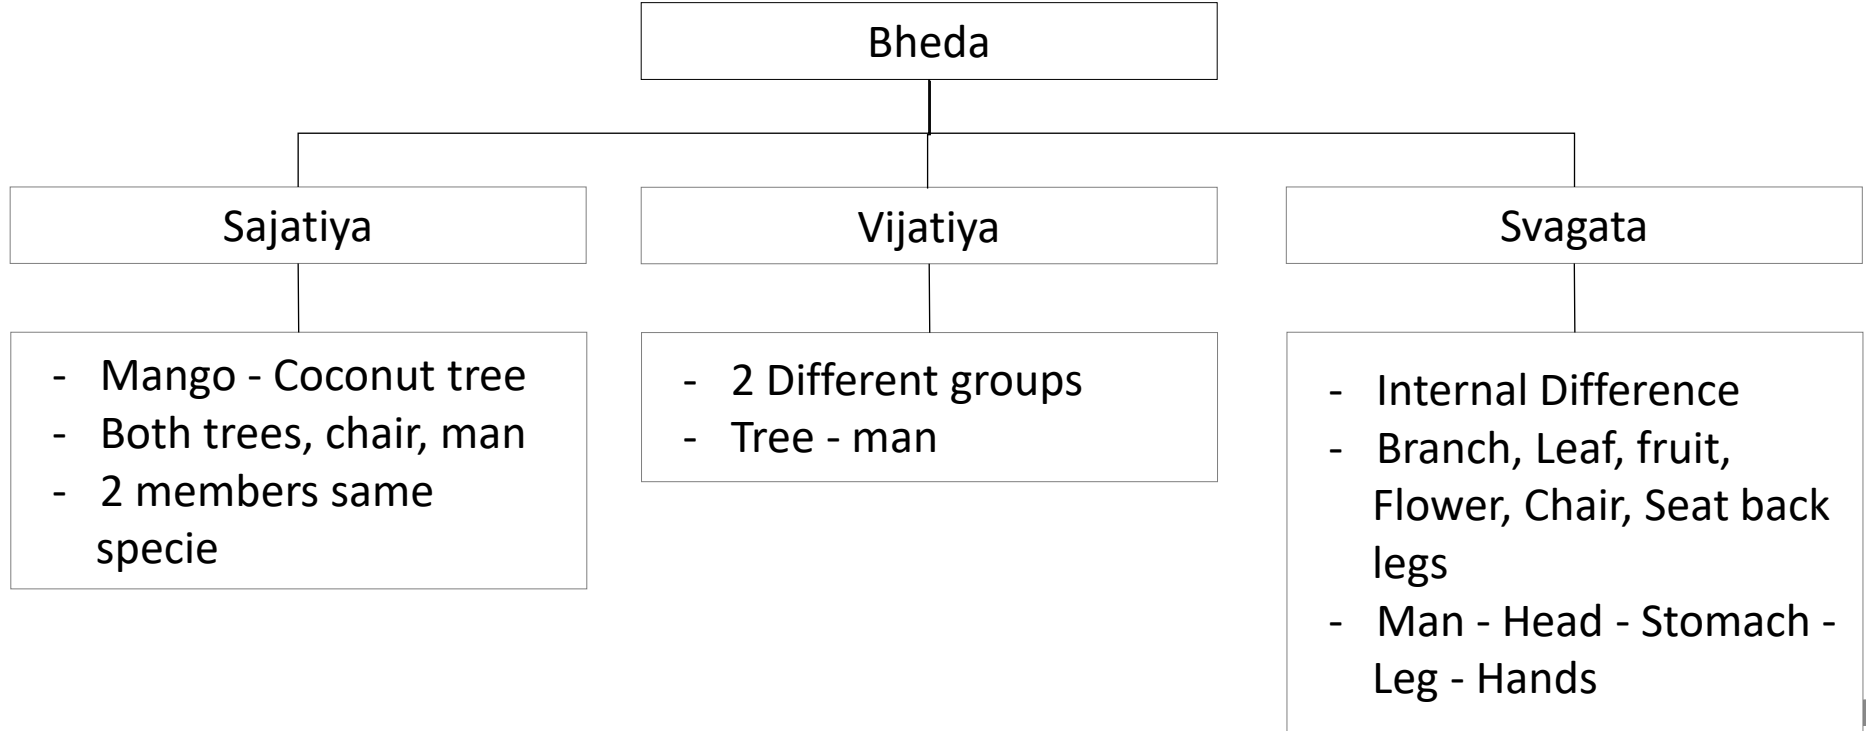 Bheda
Sajatiya
Vijatiya
Svagata
- Mango - Coconut tree
- Both trees, chair, man
- 2 members same
specie
- 2 Different groups
- Tree - man
- Internal Difference
- Branch, Leaf, fruit,
Flower, Chair, Seat back
legs
- Man - Head - Stomach -
Leg - Hands